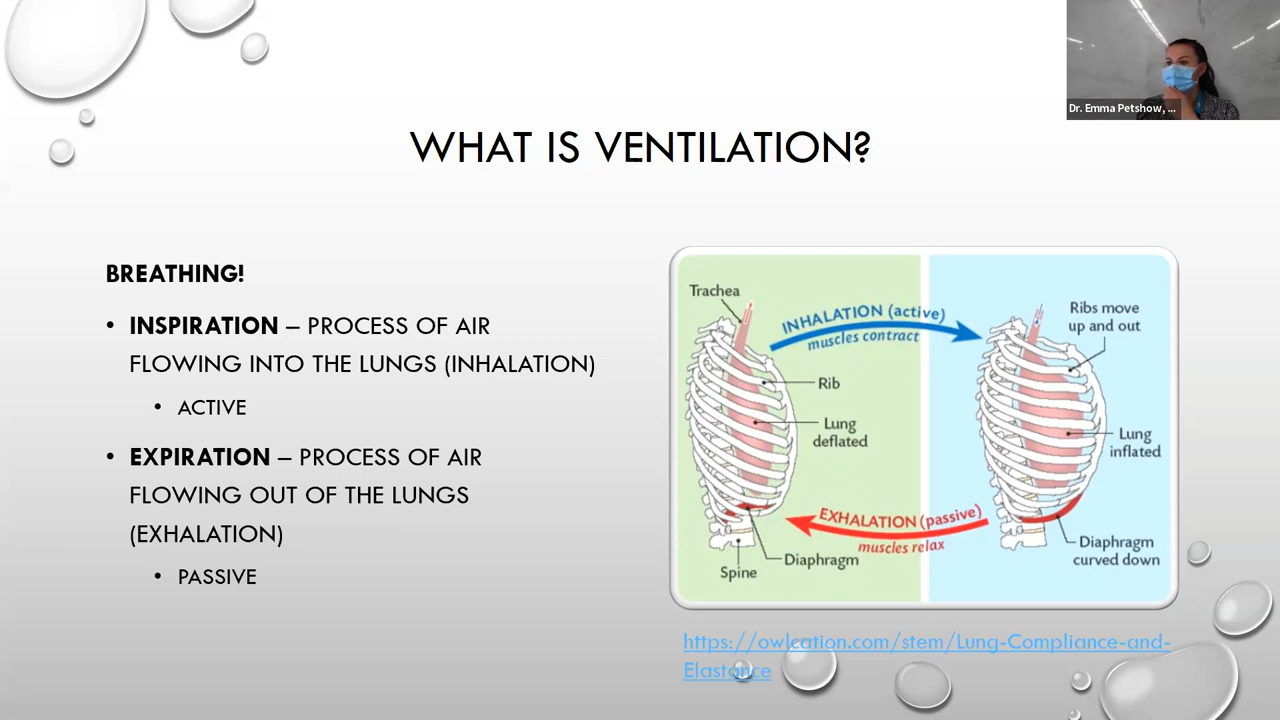 Dr. Emma Petshow, ...
WHAT IS VENTILATION?
BREATHING!
• INSPIRATION – PROCESS OF AIR
FLOWING INTO THE LUNGS (INHALATION)
• ACTIVE
• EXPIRATION – PROCESS OF AIR
FLOWING OUT OF THE LUNGS
(EXHALATION)
• PASSIVE
Trachea
INHALATION (active)
muscles contract
Ribs move
up and out
Rib
Lung
deflated
Lung
inflated
EXHALATION (passive)
muscles relax
Diaphragm
Spine
Diaphragm
curved down
https://owlcation.com/stem/Lung-Compliance-and-
Elastance